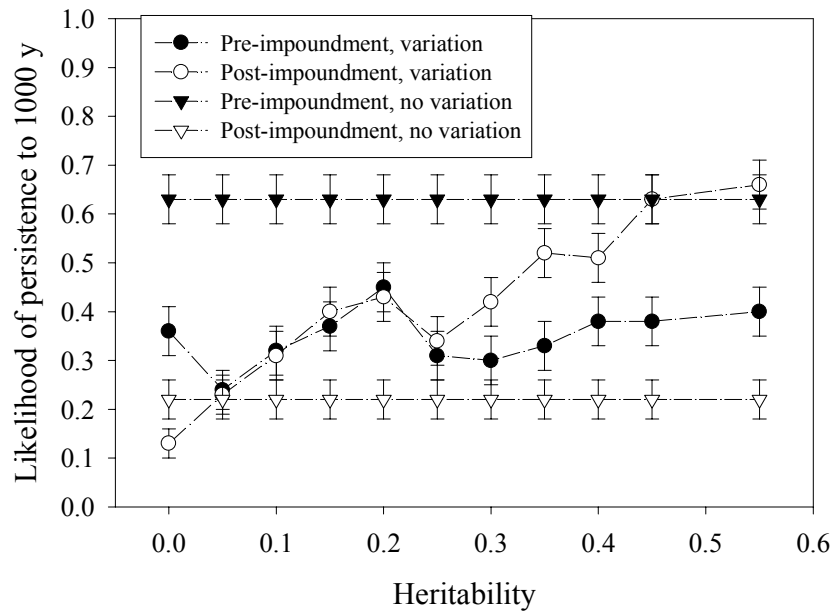 Likelihood of persistence to 1000 y
1.0
0.9
0.8
0.7
0.6
0.5
0.4
0.3
0.2
0.1
0.0
Pre-impoundment, variation
Post-impoundment, variation
Pre-impoundment, no variation
Post-impoundment, no variation
0.0 0.1 0.2 0.3 0.4 0.5 0.6
Heritability